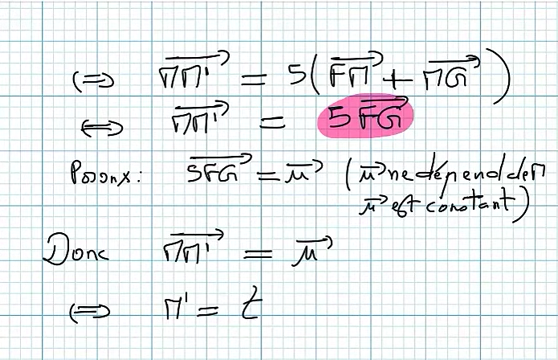 ⇔ MM' = 5(FM + MG)
⇔ MM' = 5FG
Posons: 5FG = u (u ne dépend de M
u est constant)
Donc MM' = u
⇔ M' = t